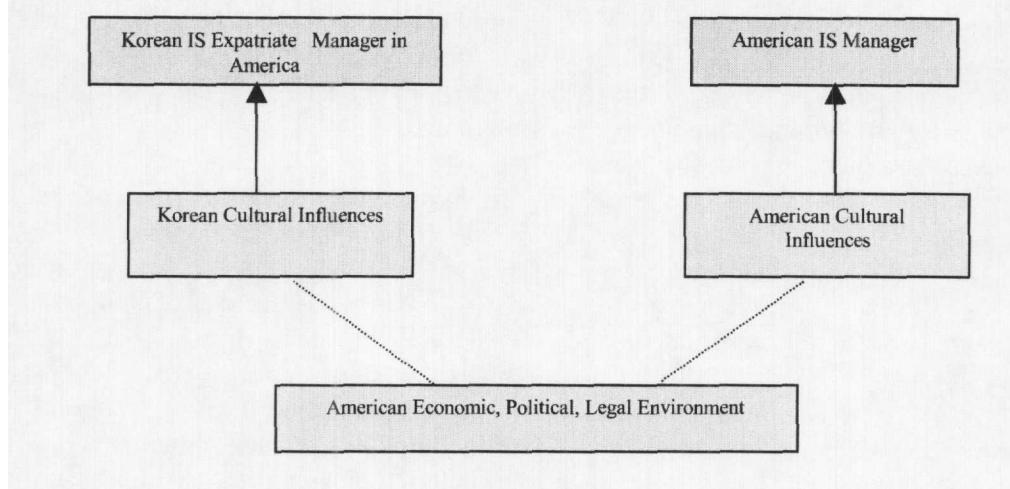 Korean IS Expatriate Manager in
America
American IS Manager
Korean Cultural Influences
American Cultural
Influences
American Economic, Political, Legal Environment